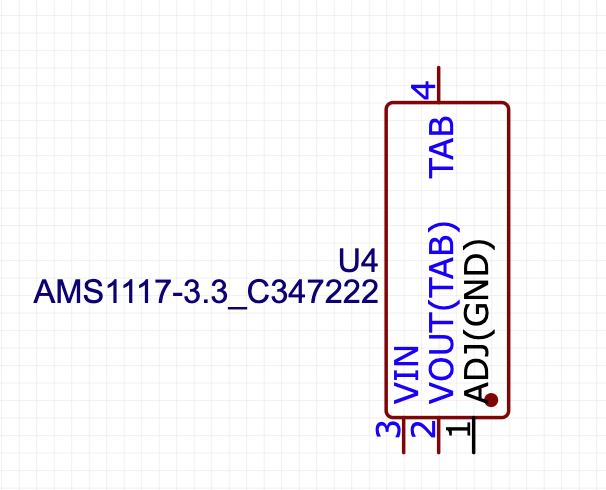 4
TAB
U4
AMS1117-3.3_C347222
VIN
VOUT(TAB)
ADJ(GND)
3
2
1